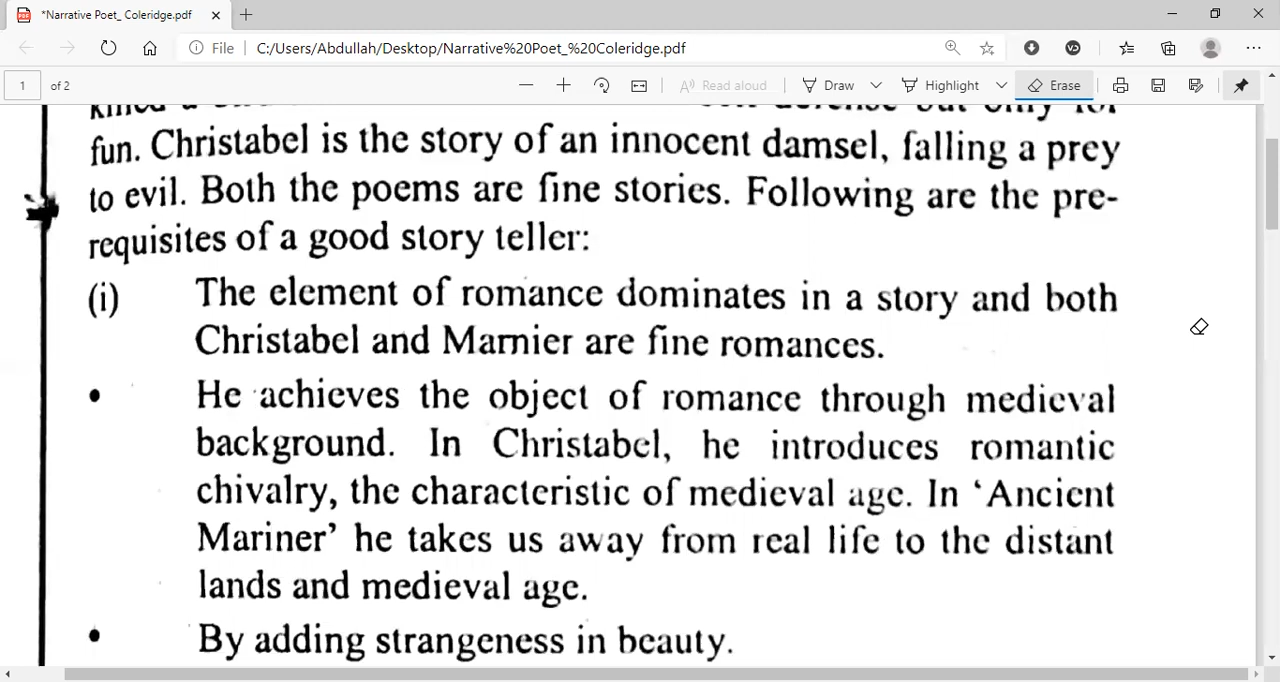 *Narrative Poet_ Coleridge.pdf
File C:/Users/Abdullah/Desktop/Narrative%20Poet_%20Coleridge.pdf
1 of 2 Read aloud Draw Highlight Erase
but only for
fun. Christabel is the story of an innocent damsel, falling a prey
to evil. Both the poems are fine stories. Following are the pre-
requisites of a good story teller:
(i) The element of romance dominates in a story and both
Christabel and Marnier are fine romances.
• He achieves the object of romance through medieval
background. In Christabel, he introduces romantic
chivalry, the characteristic of medieval age. In ‘Ancient
Mariner’ he takes us away from real life to the distant
lands and medieval age.
• By adding strangeness in beauty.